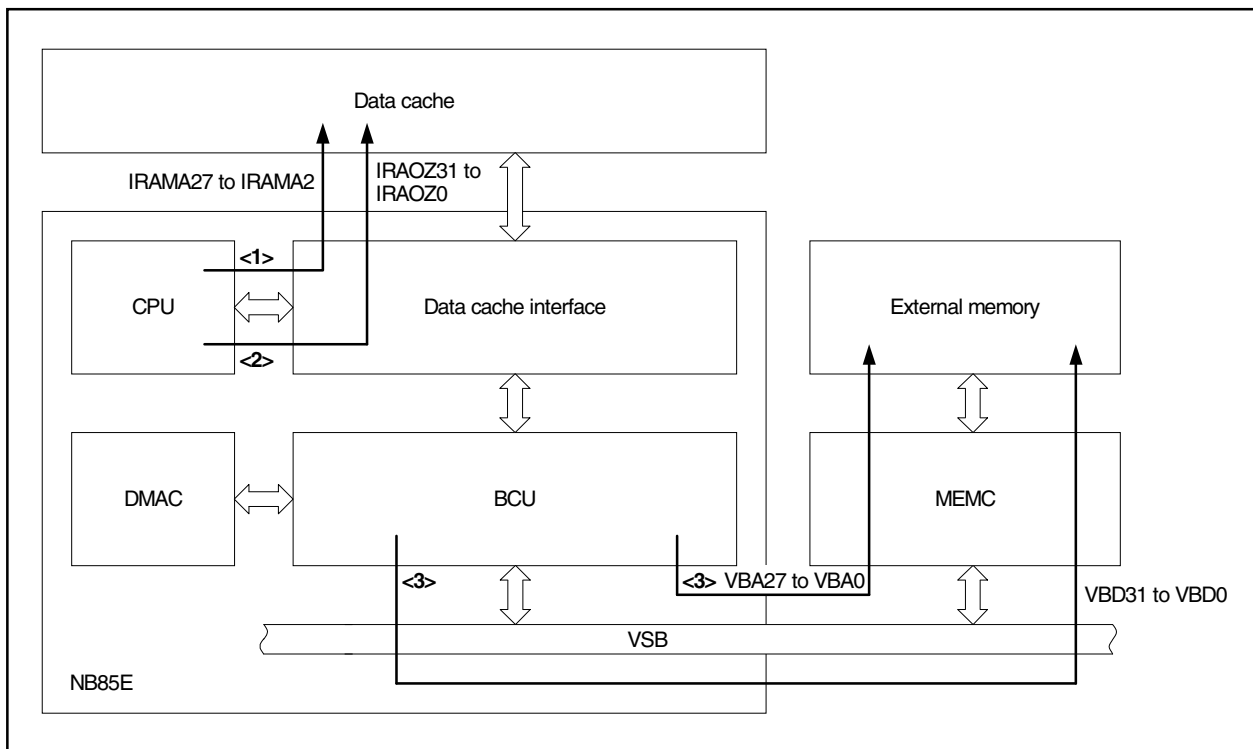 Data cache
IRAMA27 to IRAMA2
IRAOZ31 to
IRAOZ0
<1>
CPU
Data cache interface
External memory
<2>
DMAC
BCU
MEMC
<3>
<3> VBA27 to VBA0
VBD31 to VBD0
VSB
NB85E